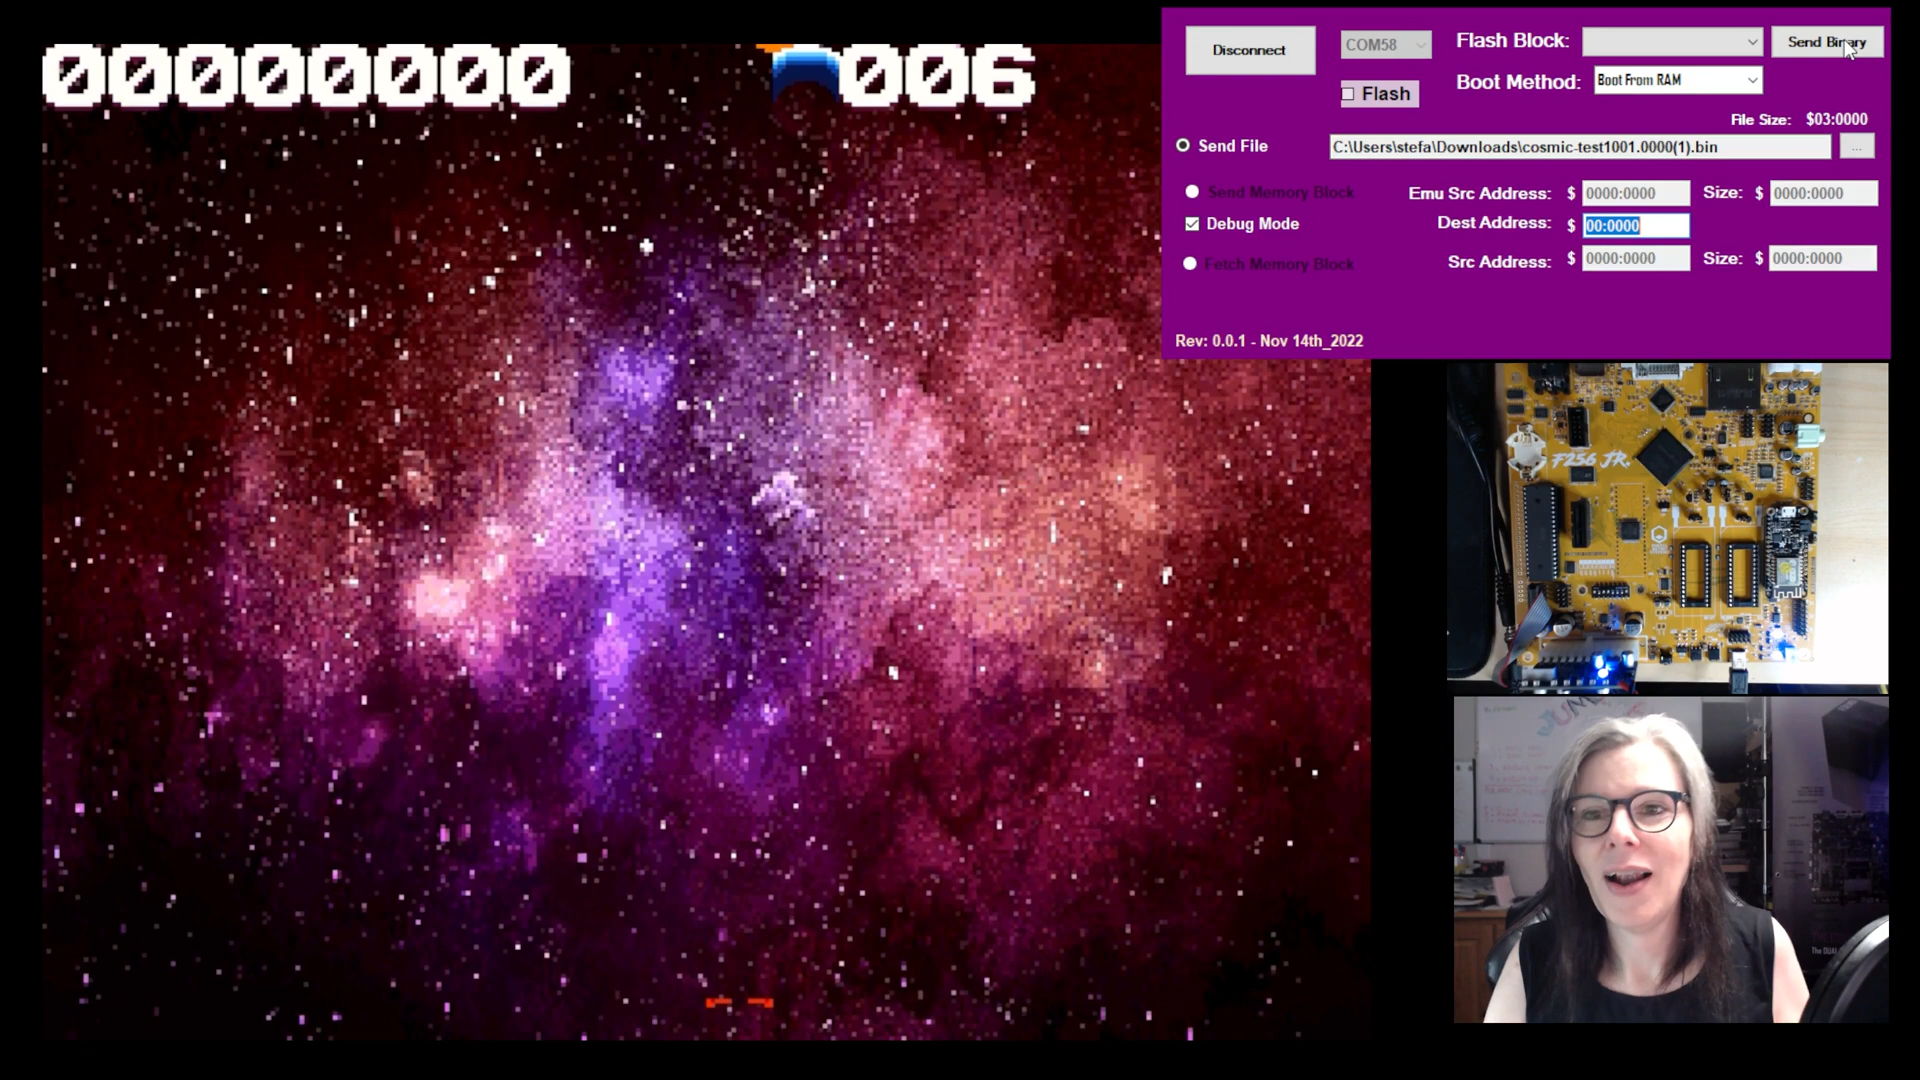 00000000 006
Disconnect
COM58
Flash Block:
Send Binary
Boot Method: Boot From RAM
Flash
File Size: $03:0000
Send File C:\Users\stefa\Downloads\cosmic-test1001.0000(1).bin ...
Send Memory Block Emu Src Address: $ 0000:0000 Size: $ 0000:0000
Debug Mode Dest Address: $ 00:0000
Fetch Memory Block Src Address: $ 0000:0000 Size: $ 0000:0000
Rev: 0.0.1 - Nov 14th_2022
F256 JR.